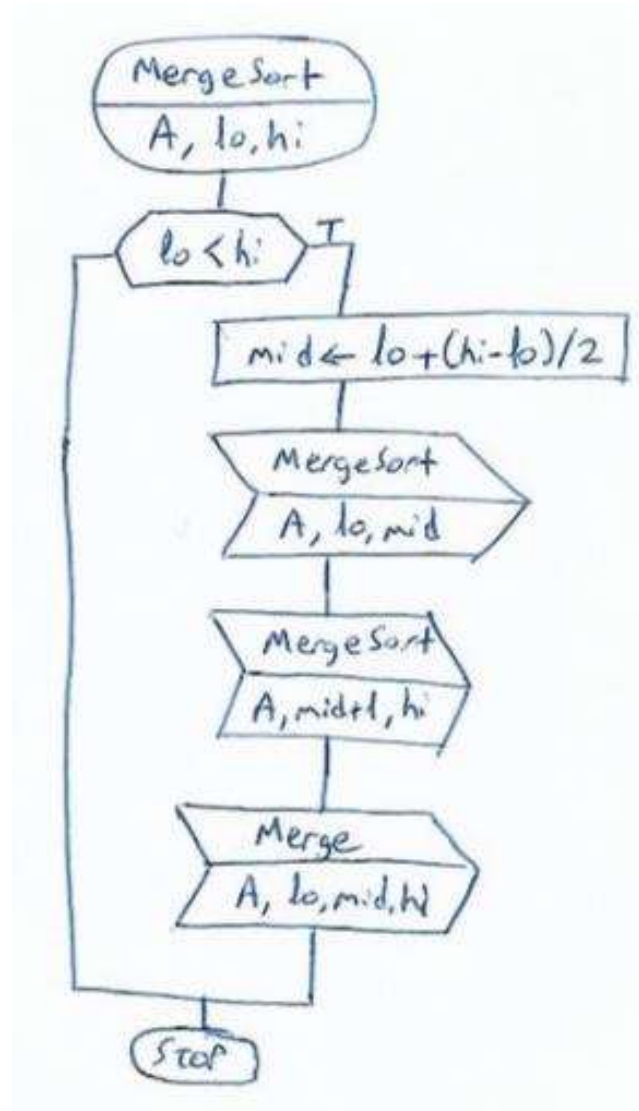 MergeSort
A, lo, hi
lo < hi
T
mid ← lo + (hi - lo)/2
MergeSort
A, lo, mid
MergeSort
A, mid+1, hi
Merge
A, lo, mid, hi
STOP